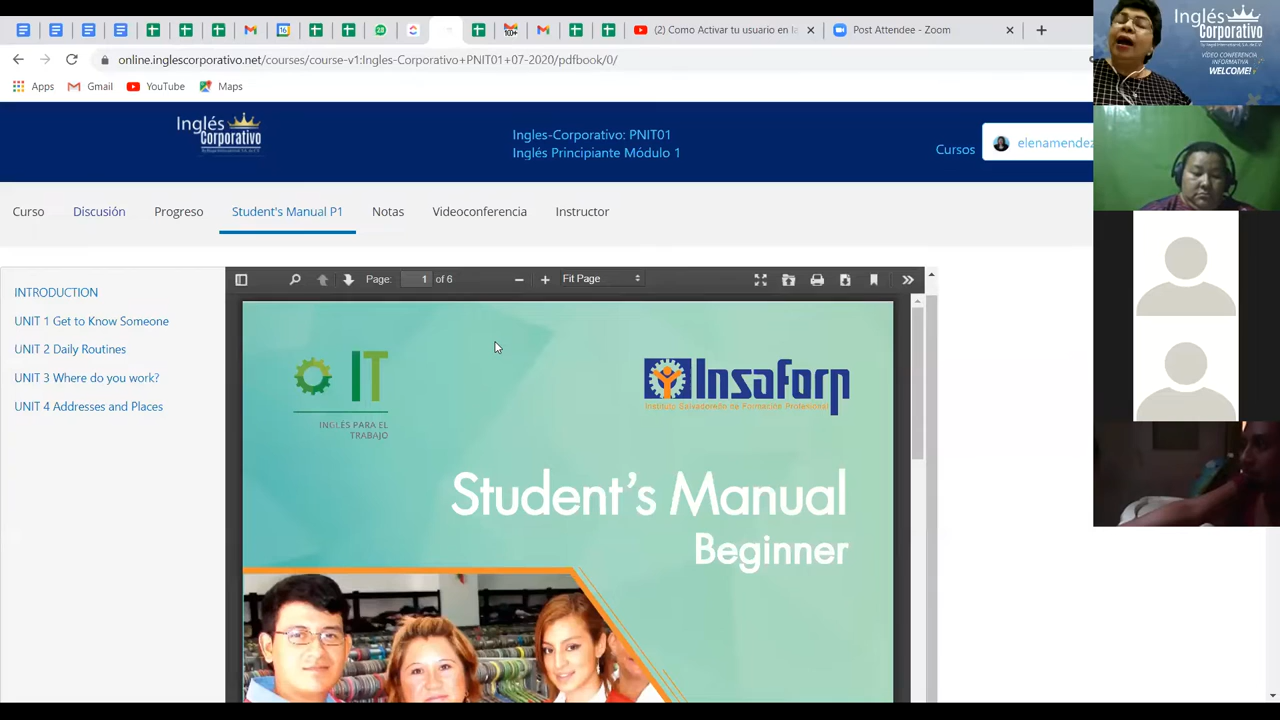 (2) Como Activar tu usuario en l
Post Attendee - Zoom
online.inglescorporativo.net/courses/course-v1:Ingles-Corporativo+PNIT01+07-2020/pdfbook/0/
Apps
Gmail
YouTube
Maps
Inglés
Corporativo
VÍDEO CONFERENCIA
INFORMATIVA
WELCOME!
Inglés
Corporativo
Ingles-Corporativo: PNIT01
Inglés Principiante Módulo 1
Cursos
elenamendez
Curso
Discusión
Progreso
Student's Manual P1
Notas
Videoconferencia
Instructor
INTRODUCTION
UNIT 1 Get to Know Someone
UNIT 2 Daily Routines
UNIT 3 Where do you work?
UNIT 4 Addresses and Places
Page:
1
of 6
Fit Page
IT
INGLÉS PARA EL
TRABAJO
Insaforp
Instituto Salvadoreño de Formación Profesional
Student's Manual
Beginner